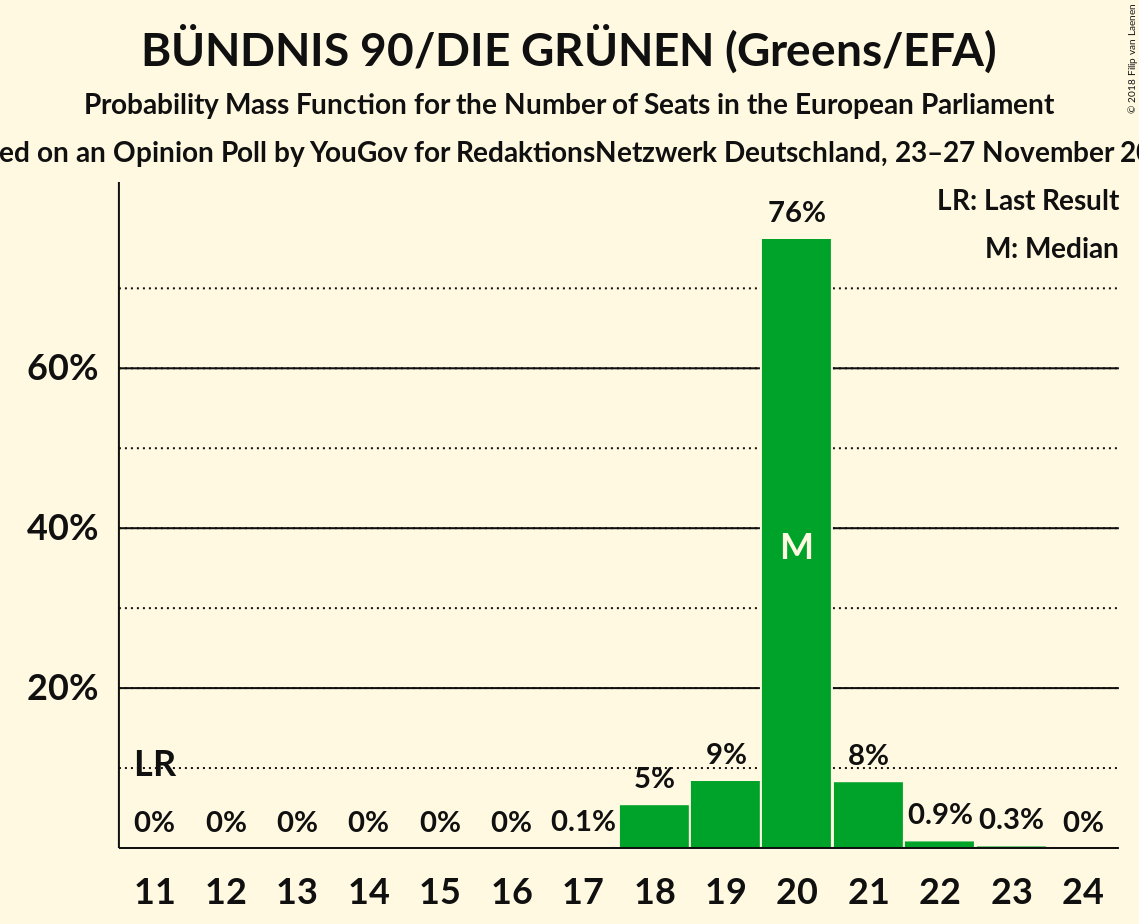 BÜNDNIS 90/DIE GRÜNEN (Greens/EFA)
Probability Mass Function for the Number of Seats in the European Parliament
on an Opinion Poll by YouGov for RedaktionsNetzwerk Deutschland, 23–27 November
© 2018 Filip van Laenen
LR: Last Result
M: Median
76%
60%
40%
M
20%
LR
9%
8%
5%
0% 0% 0% 0% 0% 0% 0.1% 0.9% 0.3% 0%
11 12 13 14 15 16 17 18 19 20 21 22 23 24